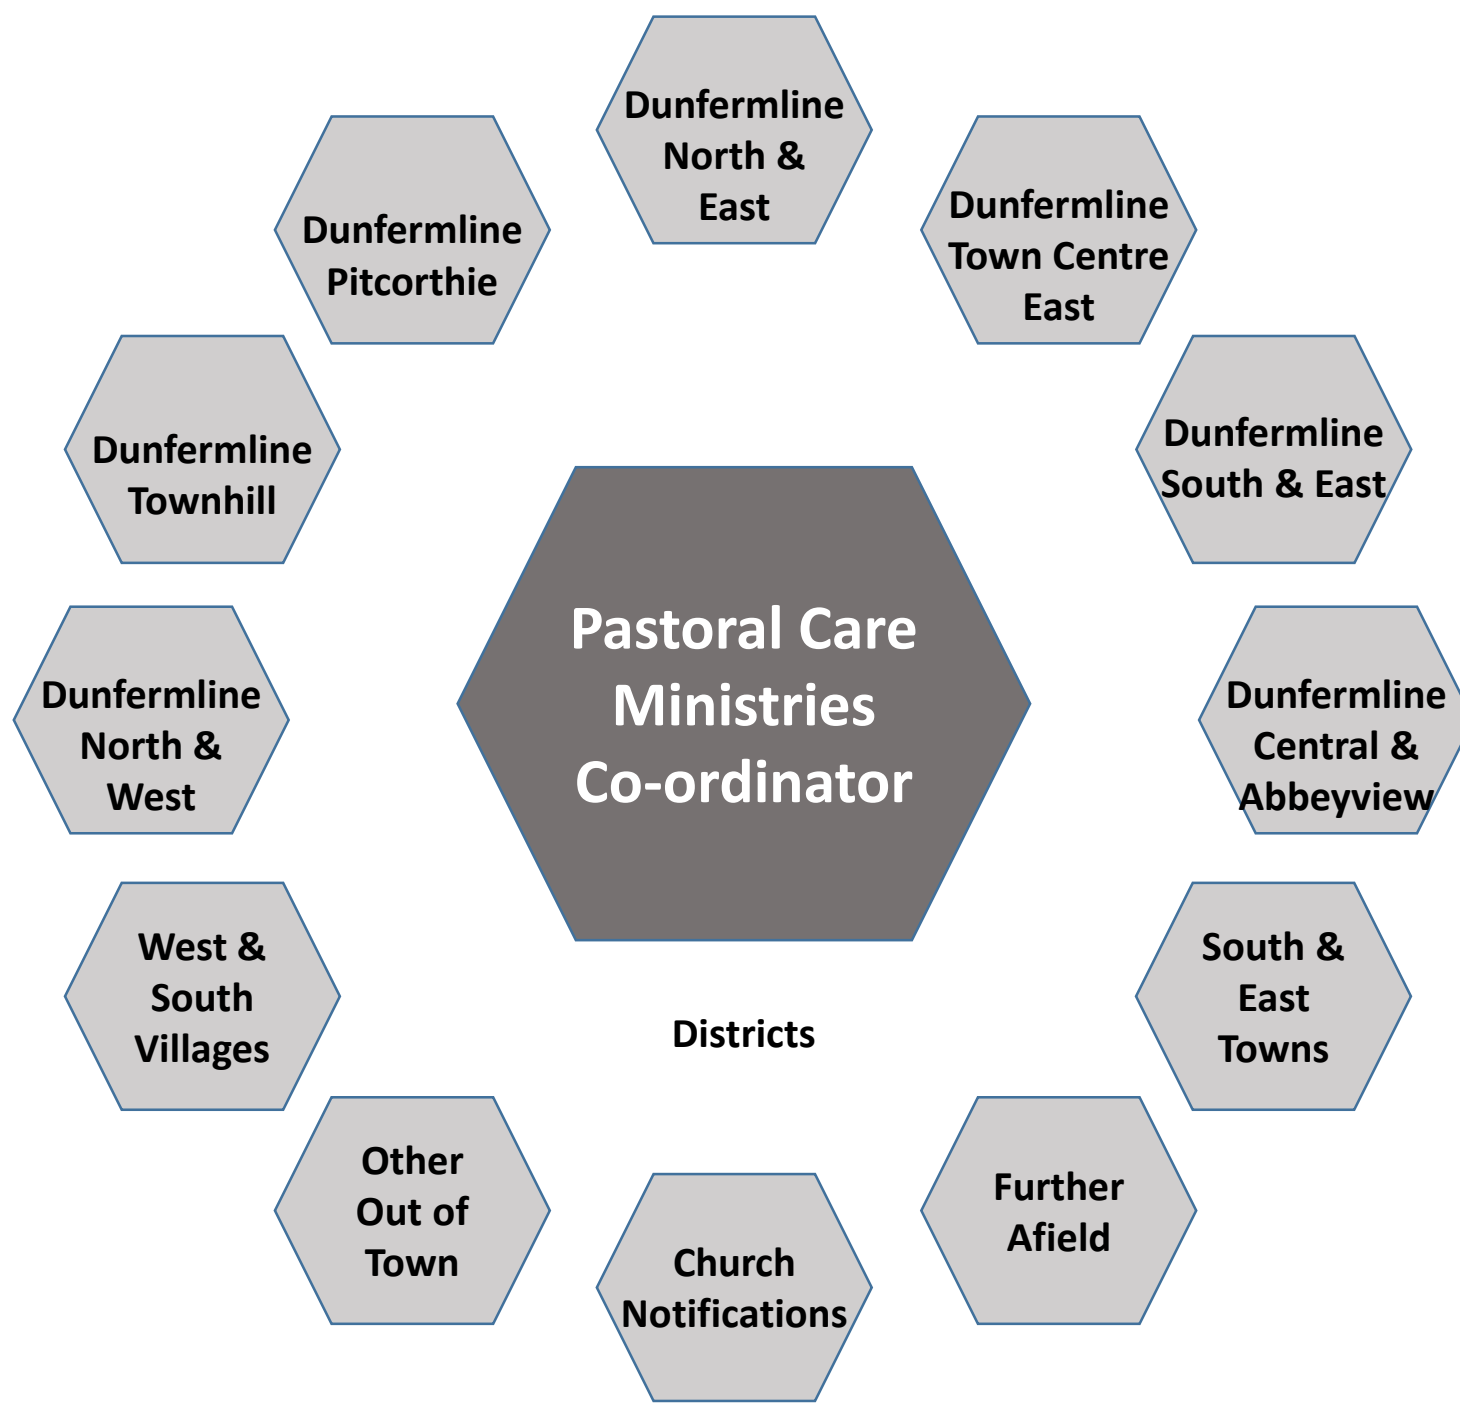 Dunfermline
North &
East
Dunfermline
Town Centre
East
Dunfermline
South & East
Dunfermline
Central &
Abbeyview
South &
East
Towns
Further
Afield
Church
Notifications
Other
Out of
Town
West &
South
Villages
Dunfermline
North &
West
Dunfermline
Townhill
Dunfermline
Pitcorthie
Pastoral Care
Ministries
Co-ordinator
Districts